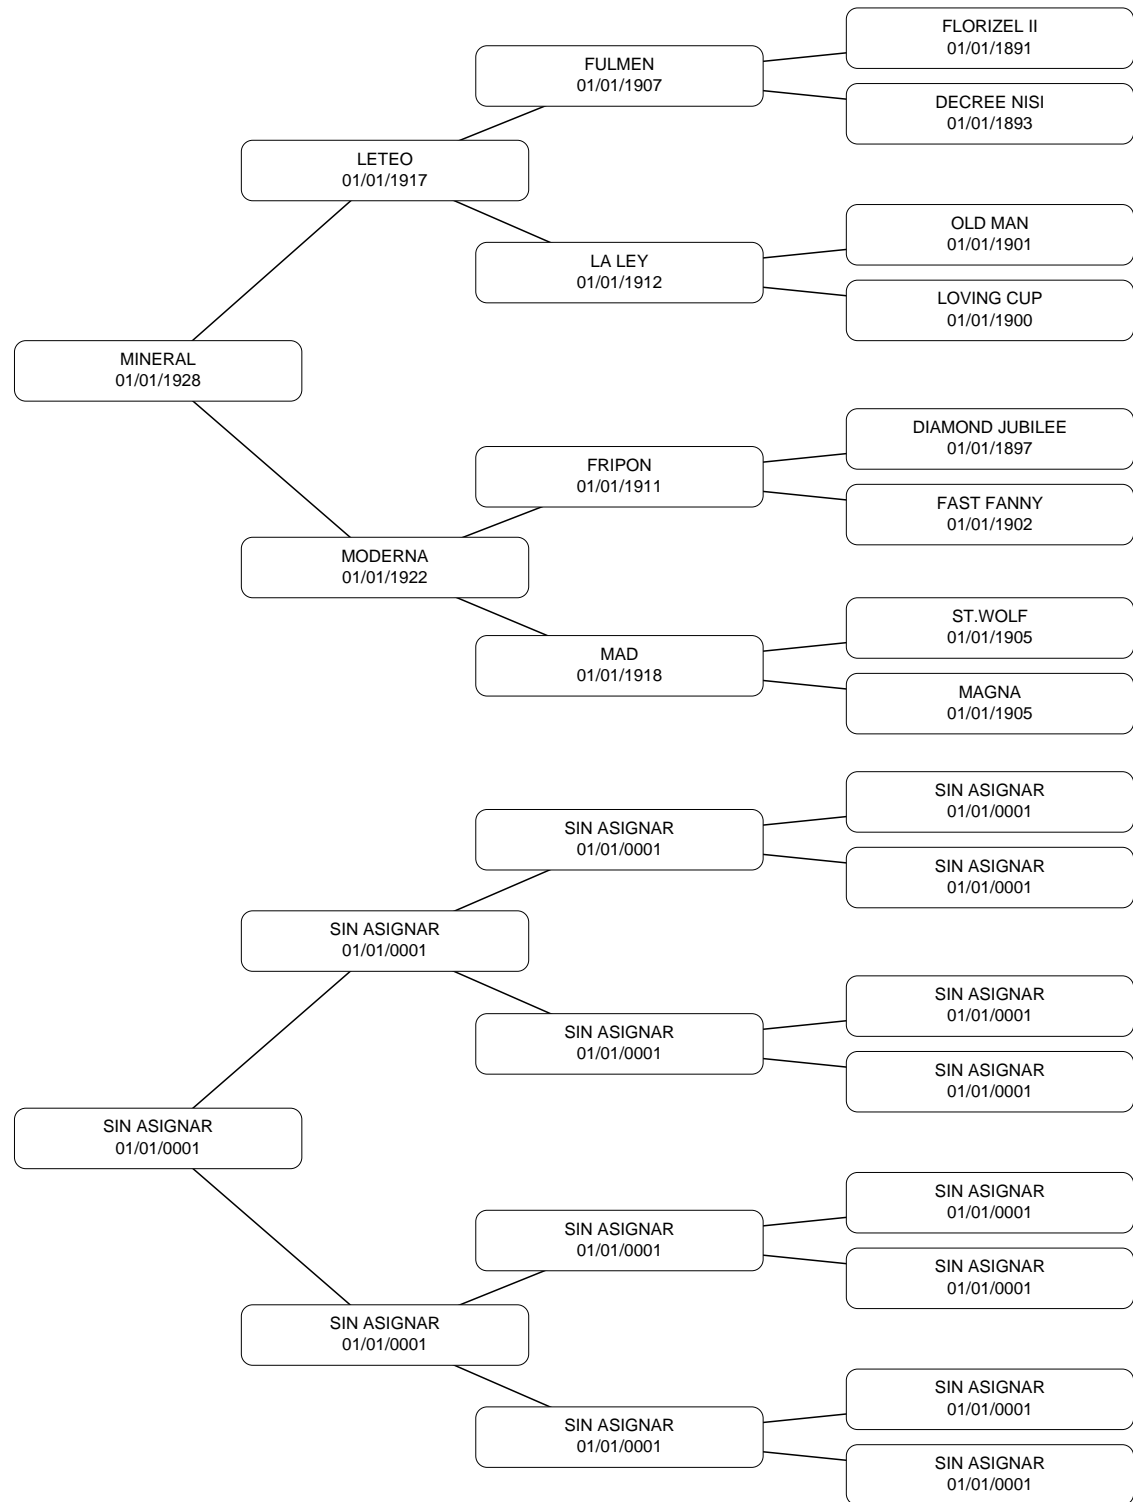 FLORIZEL II
01/01/1891
FULMEN
01/01/1907
DECREE NISI
01/01/1893
LETEO
01/01/1917
OLD MAN
01/01/1901
LA LEY
01/01/1912
LOVING CUP
01/01/1900
MINERAL
01/01/1928
DIAMOND JUBILEE
01/01/1897
FRIPON
01/01/1911
FAST FANNY
01/01/1902
MODERNA
01/01/1922
ST.WOLF
01/01/1905
MAD
01/01/1918
MAGNA
01/01/1905
SIN ASIGNAR
01/01/0001
SIN ASIGNAR
01/01/0001
SIN ASIGNAR
01/01/0001
SIN ASIGNAR
01/01/0001
SIN ASIGNAR
01/01/0001
SIN ASIGNAR
01/01/0001
SIN ASIGNAR
01/01/0001
SIN ASIGNAR
01/01/0001
SIN ASIGNAR
01/01/0001
SIN ASIGNAR
01/01/0001
SIN ASIGNAR
01/01/0001
SIN ASIGNAR
01/01/0001
SIN ASIGNAR
01/01/0001
SIN ASIGNAR
01/01/0001
SIN ASIGNAR
01/01/0001